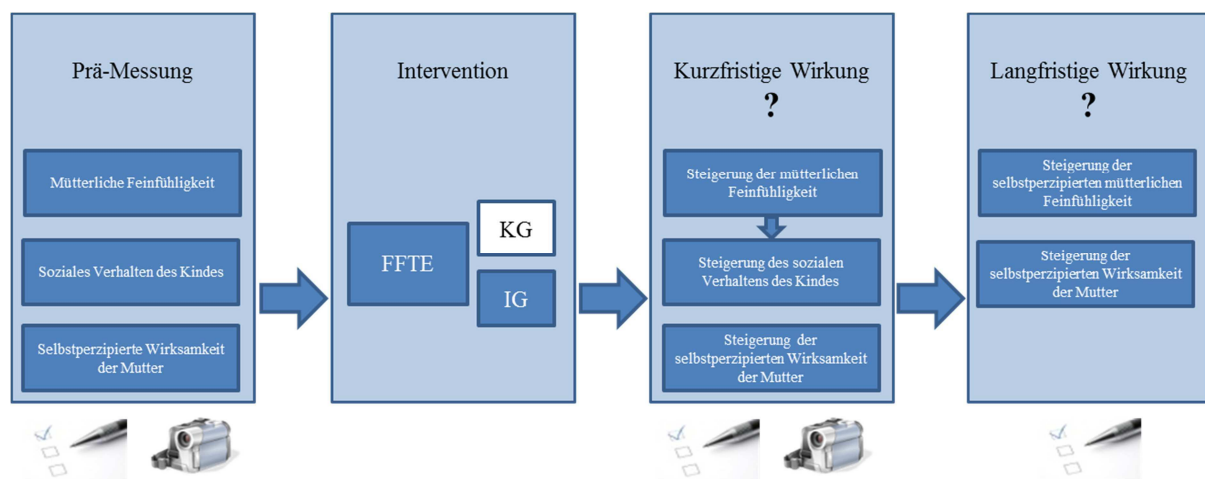 Prä-Messung
Mütterliche Feinfühligkeit
Soziales Verhalten des Kindes
Selbstperzipierte Wirksamkeit
der Mutter
Intervention
FFTE
KG
IG
Kurzfristige Wirkung
?
Steigerung der mütterlichen
Feinfühligkeit
Steigerung des sozialen
Verhaltens des Kindes
Steigerung der
selbstperzipierten Wirksamkeit
der Mutter
Langfristige Wirkung
?
Steigerung der
selbstperzipierten mütterlichen
Feinfühligkeit
Steigerung der
selbstperzipierten Wirksamkeit
der Mutter